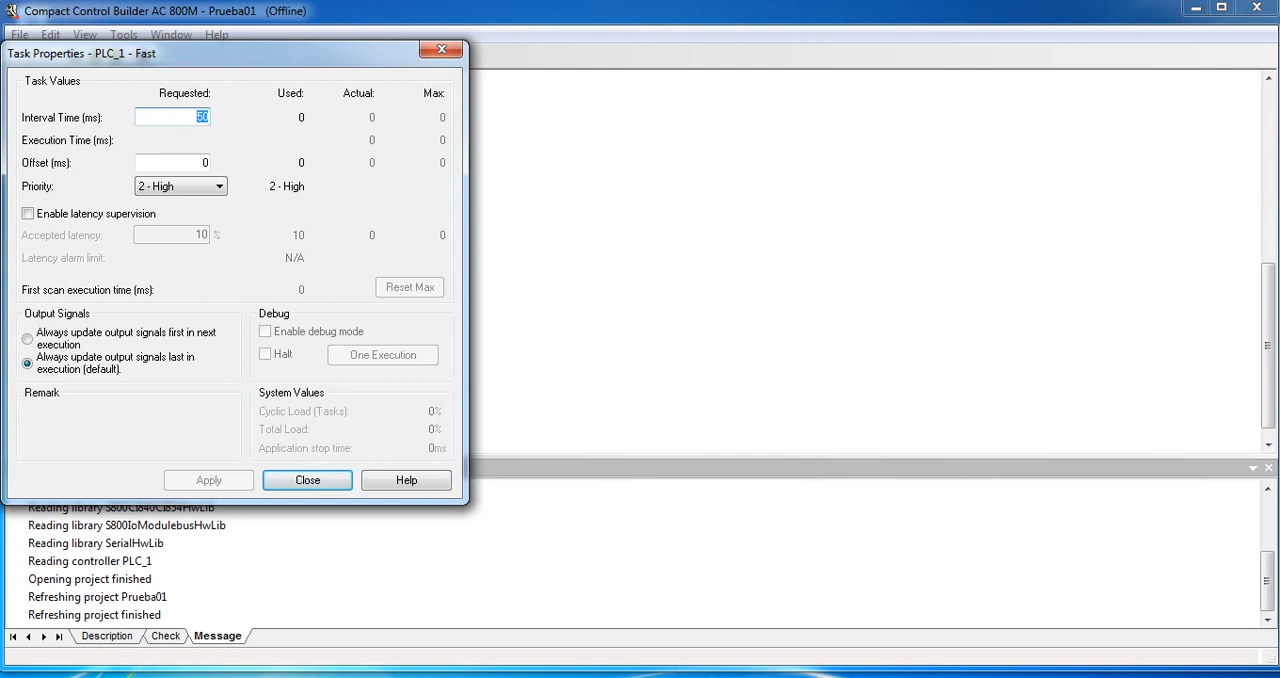 Compact Control Builder AC 800M - Prueba01 (Offline)
File Edit View Tools Window Help
Task Properties - PLC_1 - Fast
Task Values
Requested: Used: Actual: Max:
Interval Time (ms): 50 0 0 0
Execution Time (ms): 0 0
Offset (ms): 0 0 0 0
Priority: 2 - High 2 - High
Enable latency supervision
Accepted latency: 10 % 10 0 0
Latency alarm limit: N/A
First scan execution time (ms): 0 Reset Max
Output Signals
Always update output signals first in next
execution
Always update output signals last in
execution (default).
Debug
Enable debug mode
Halt One Execution
Remark
System Values
Cyclic Load (Tasks): 0%
Total Load: 0%
Application stop time: 0ms
Apply Close Help
Reading library S800CI840CI854HwLib
Reading library S800IoModulebusHwLib
Reading library SerialHwLib
Reading controller PLC_1
Opening project finished
Refreshing project Prueba01
Refreshing project finished
Description Check Message